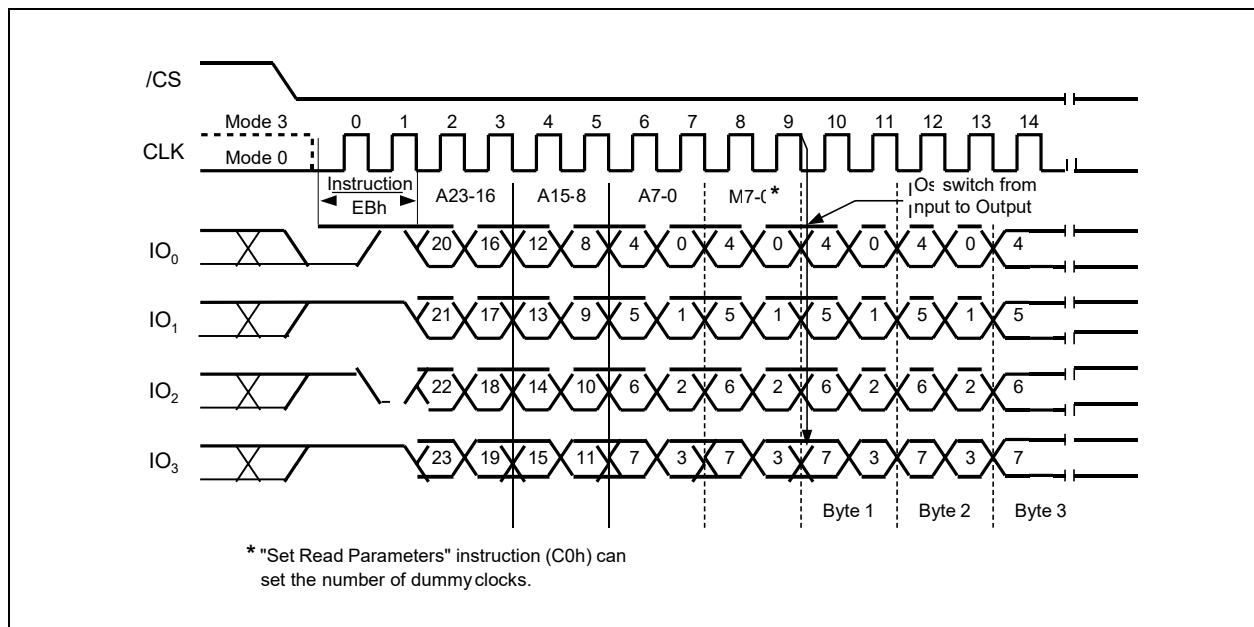 /CS
Mode 3 0 1 2 3 4 5 6 7 8 9 10 11 12 13 14
CLK
Mode 0
Instruction A23-16 A15-8 A7-0 M7-0* Os switch from
EBh nput to Output
IO0 20 16 12 8 4 0 4 0 4 0 4 0 4
IO1 21 17 13 9 5 1 5 1 5 1 5 1 5
IO2 22 18 14 10 6 2 6 2 6 2 6 2 6
IO3 23 19 15 11 7 3 7 3 7 3 7 3 7
Byte 1 Byte 2 Byte 3
* "Set Read Parameters" instruction (C0h) can
set the number of dummy clocks.